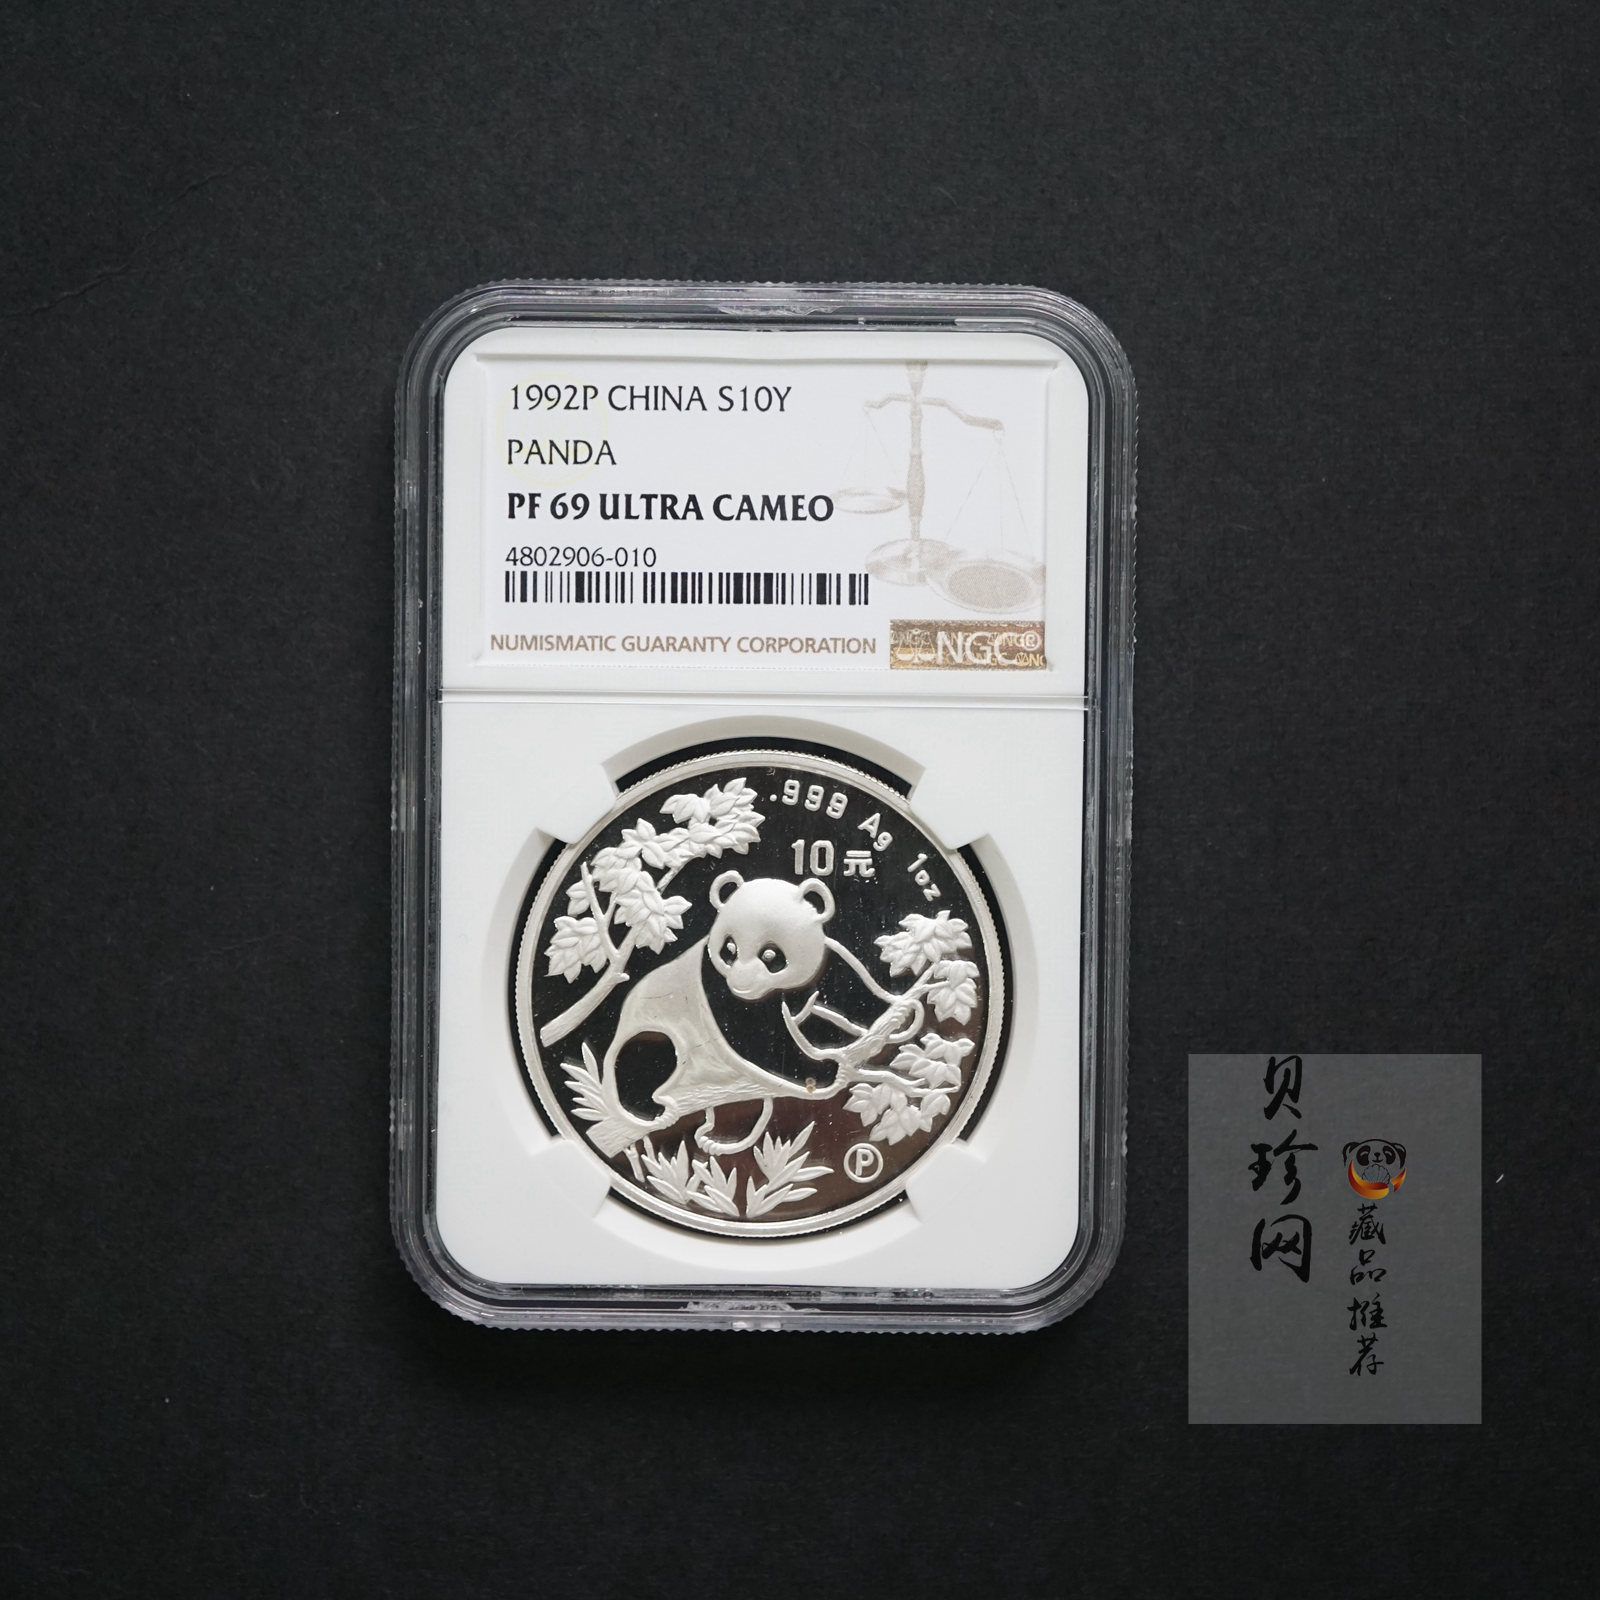 1992P CHINA S10Y
PANDA
PF 69 ULTRA CAMEO
4802906-010
NUMISMATIC GUARANTY CORPORATION
NGC®
.999 Ag 1oz
10元
P
贝珍网
藏品推荐